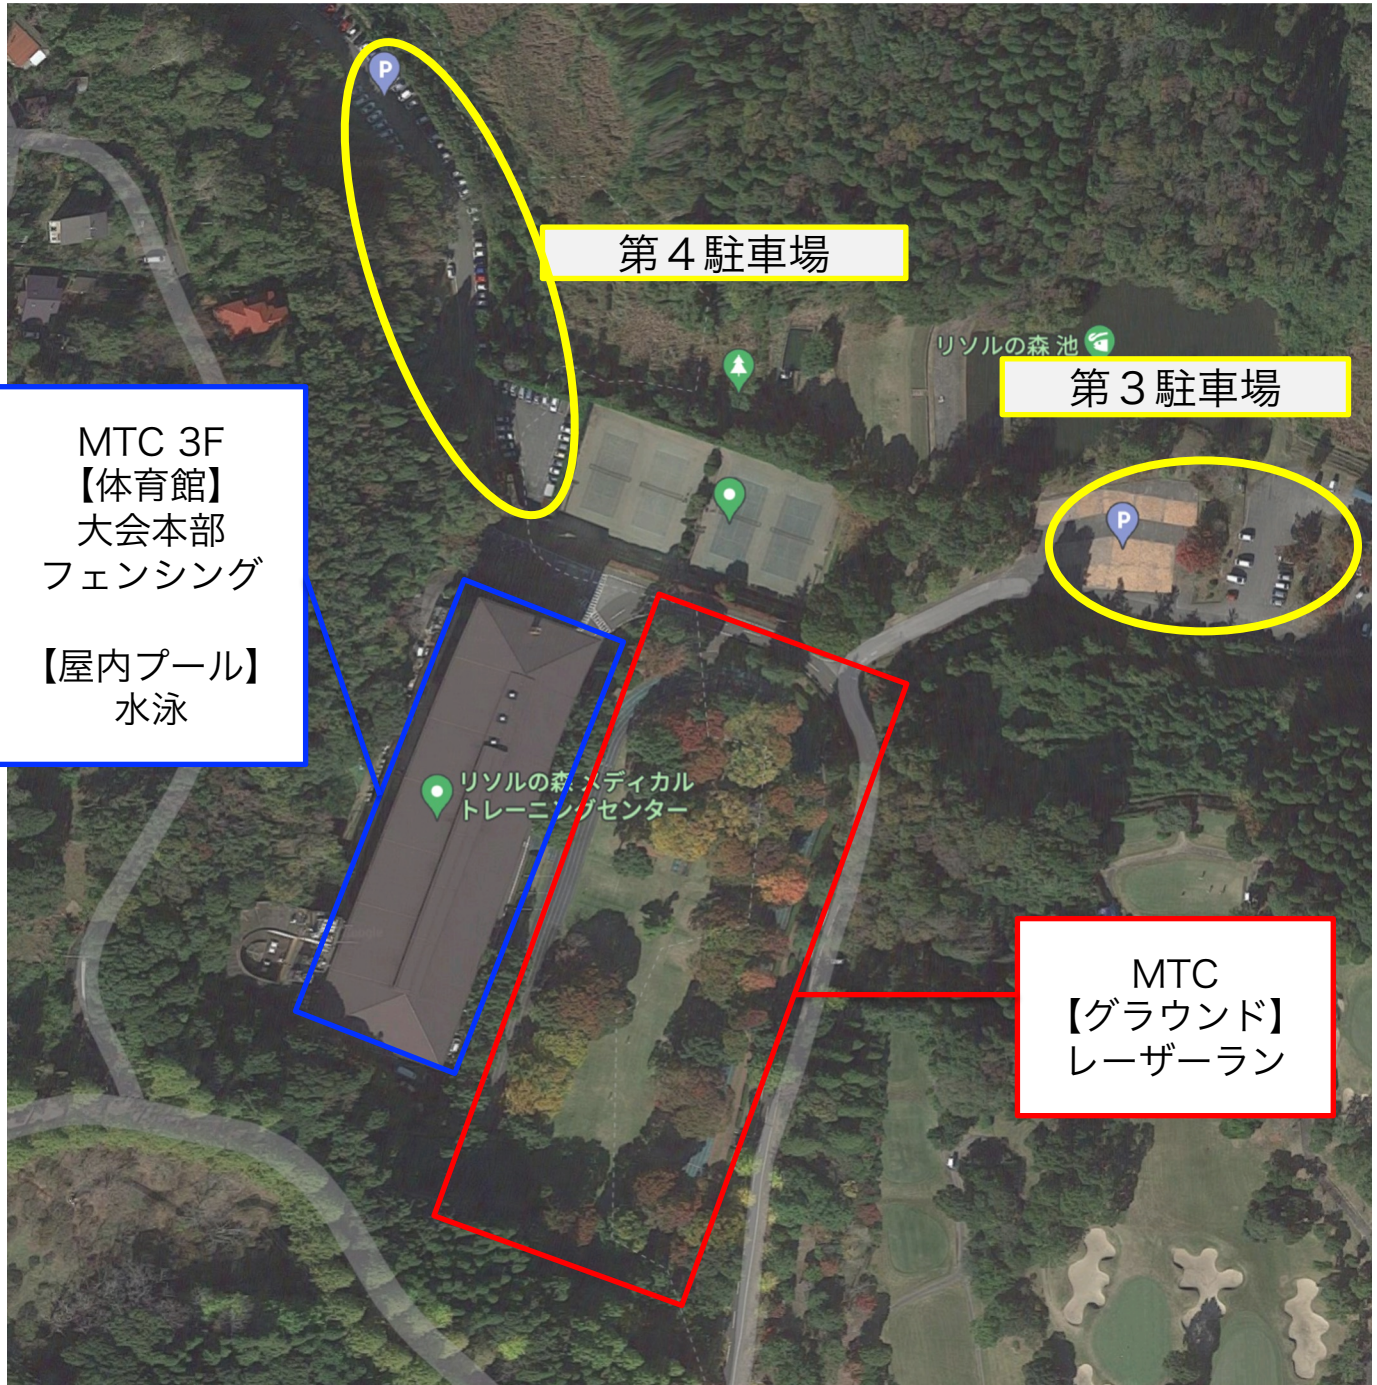 P
第４駐車場
リソルの森 池
第３駐車場
MTC 3F
【体育館】
大会本部
フェンシング
【屋内プール】
水泳
P
リソルの森 メディカル
トレーニングセンター
MTC
【グラウンド】
レーザーラン